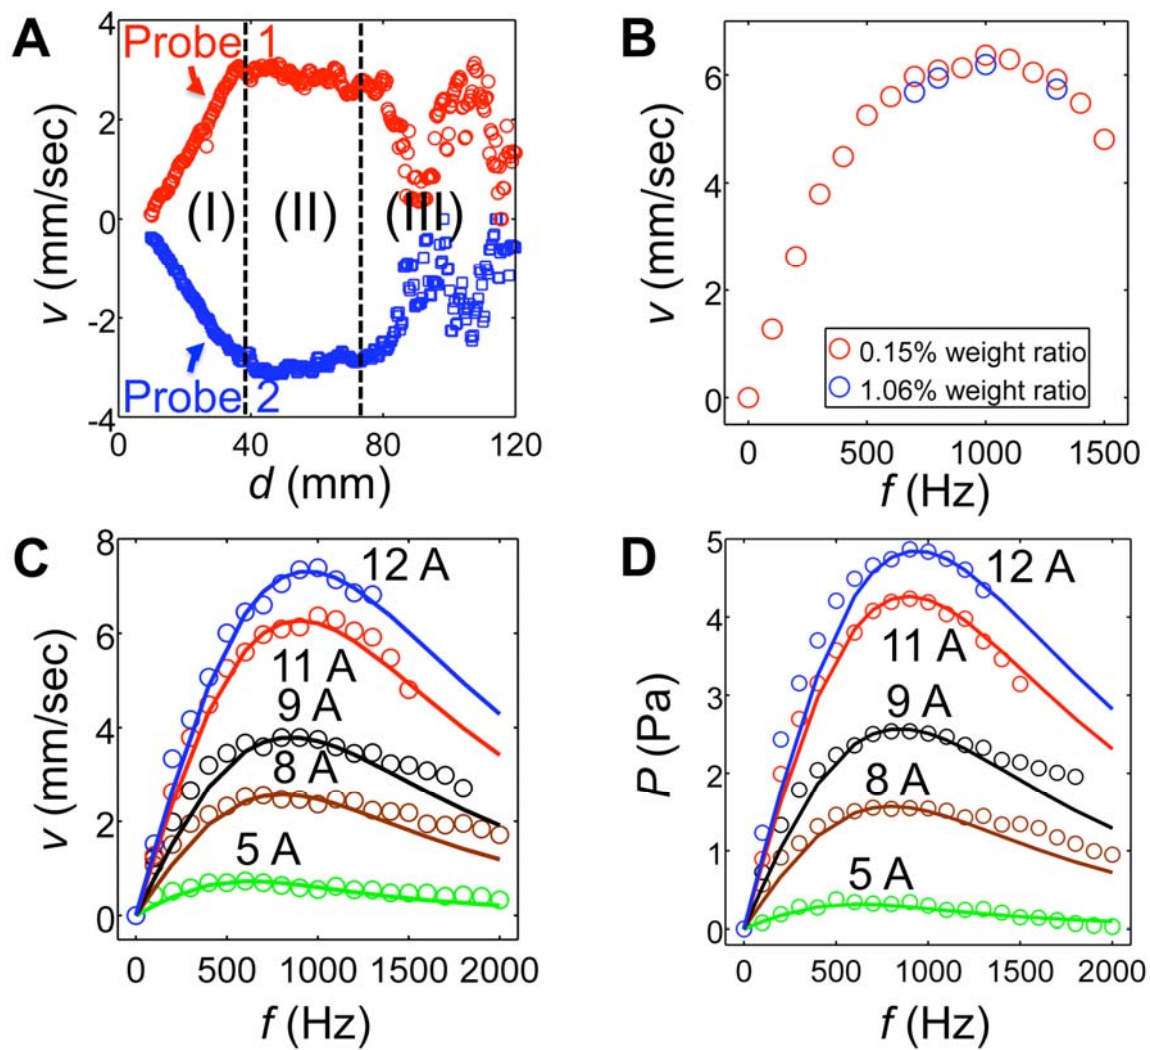 A
Probe 1
Probe 2
(I)
(II)
(III)
4
2
0
-2
-4
v (mm/sec)
0
40
80
120
d (mm)
B
6
4
2
0
v (mm/sec)
0.15% weight ratio
1.06% weight ratio
0
500
1000
1500
f (Hz)
C
8
6
4
2
0
v (mm/sec)
12 A
11 A
9 A
8 A
5 A
0
500
1000
1500
2000
f (Hz)
D
5
4
3
2
1
0
P (Pa)
12 A
11 A
9 A
8 A
5 A
0
500
1000
1500
2000
f (Hz)